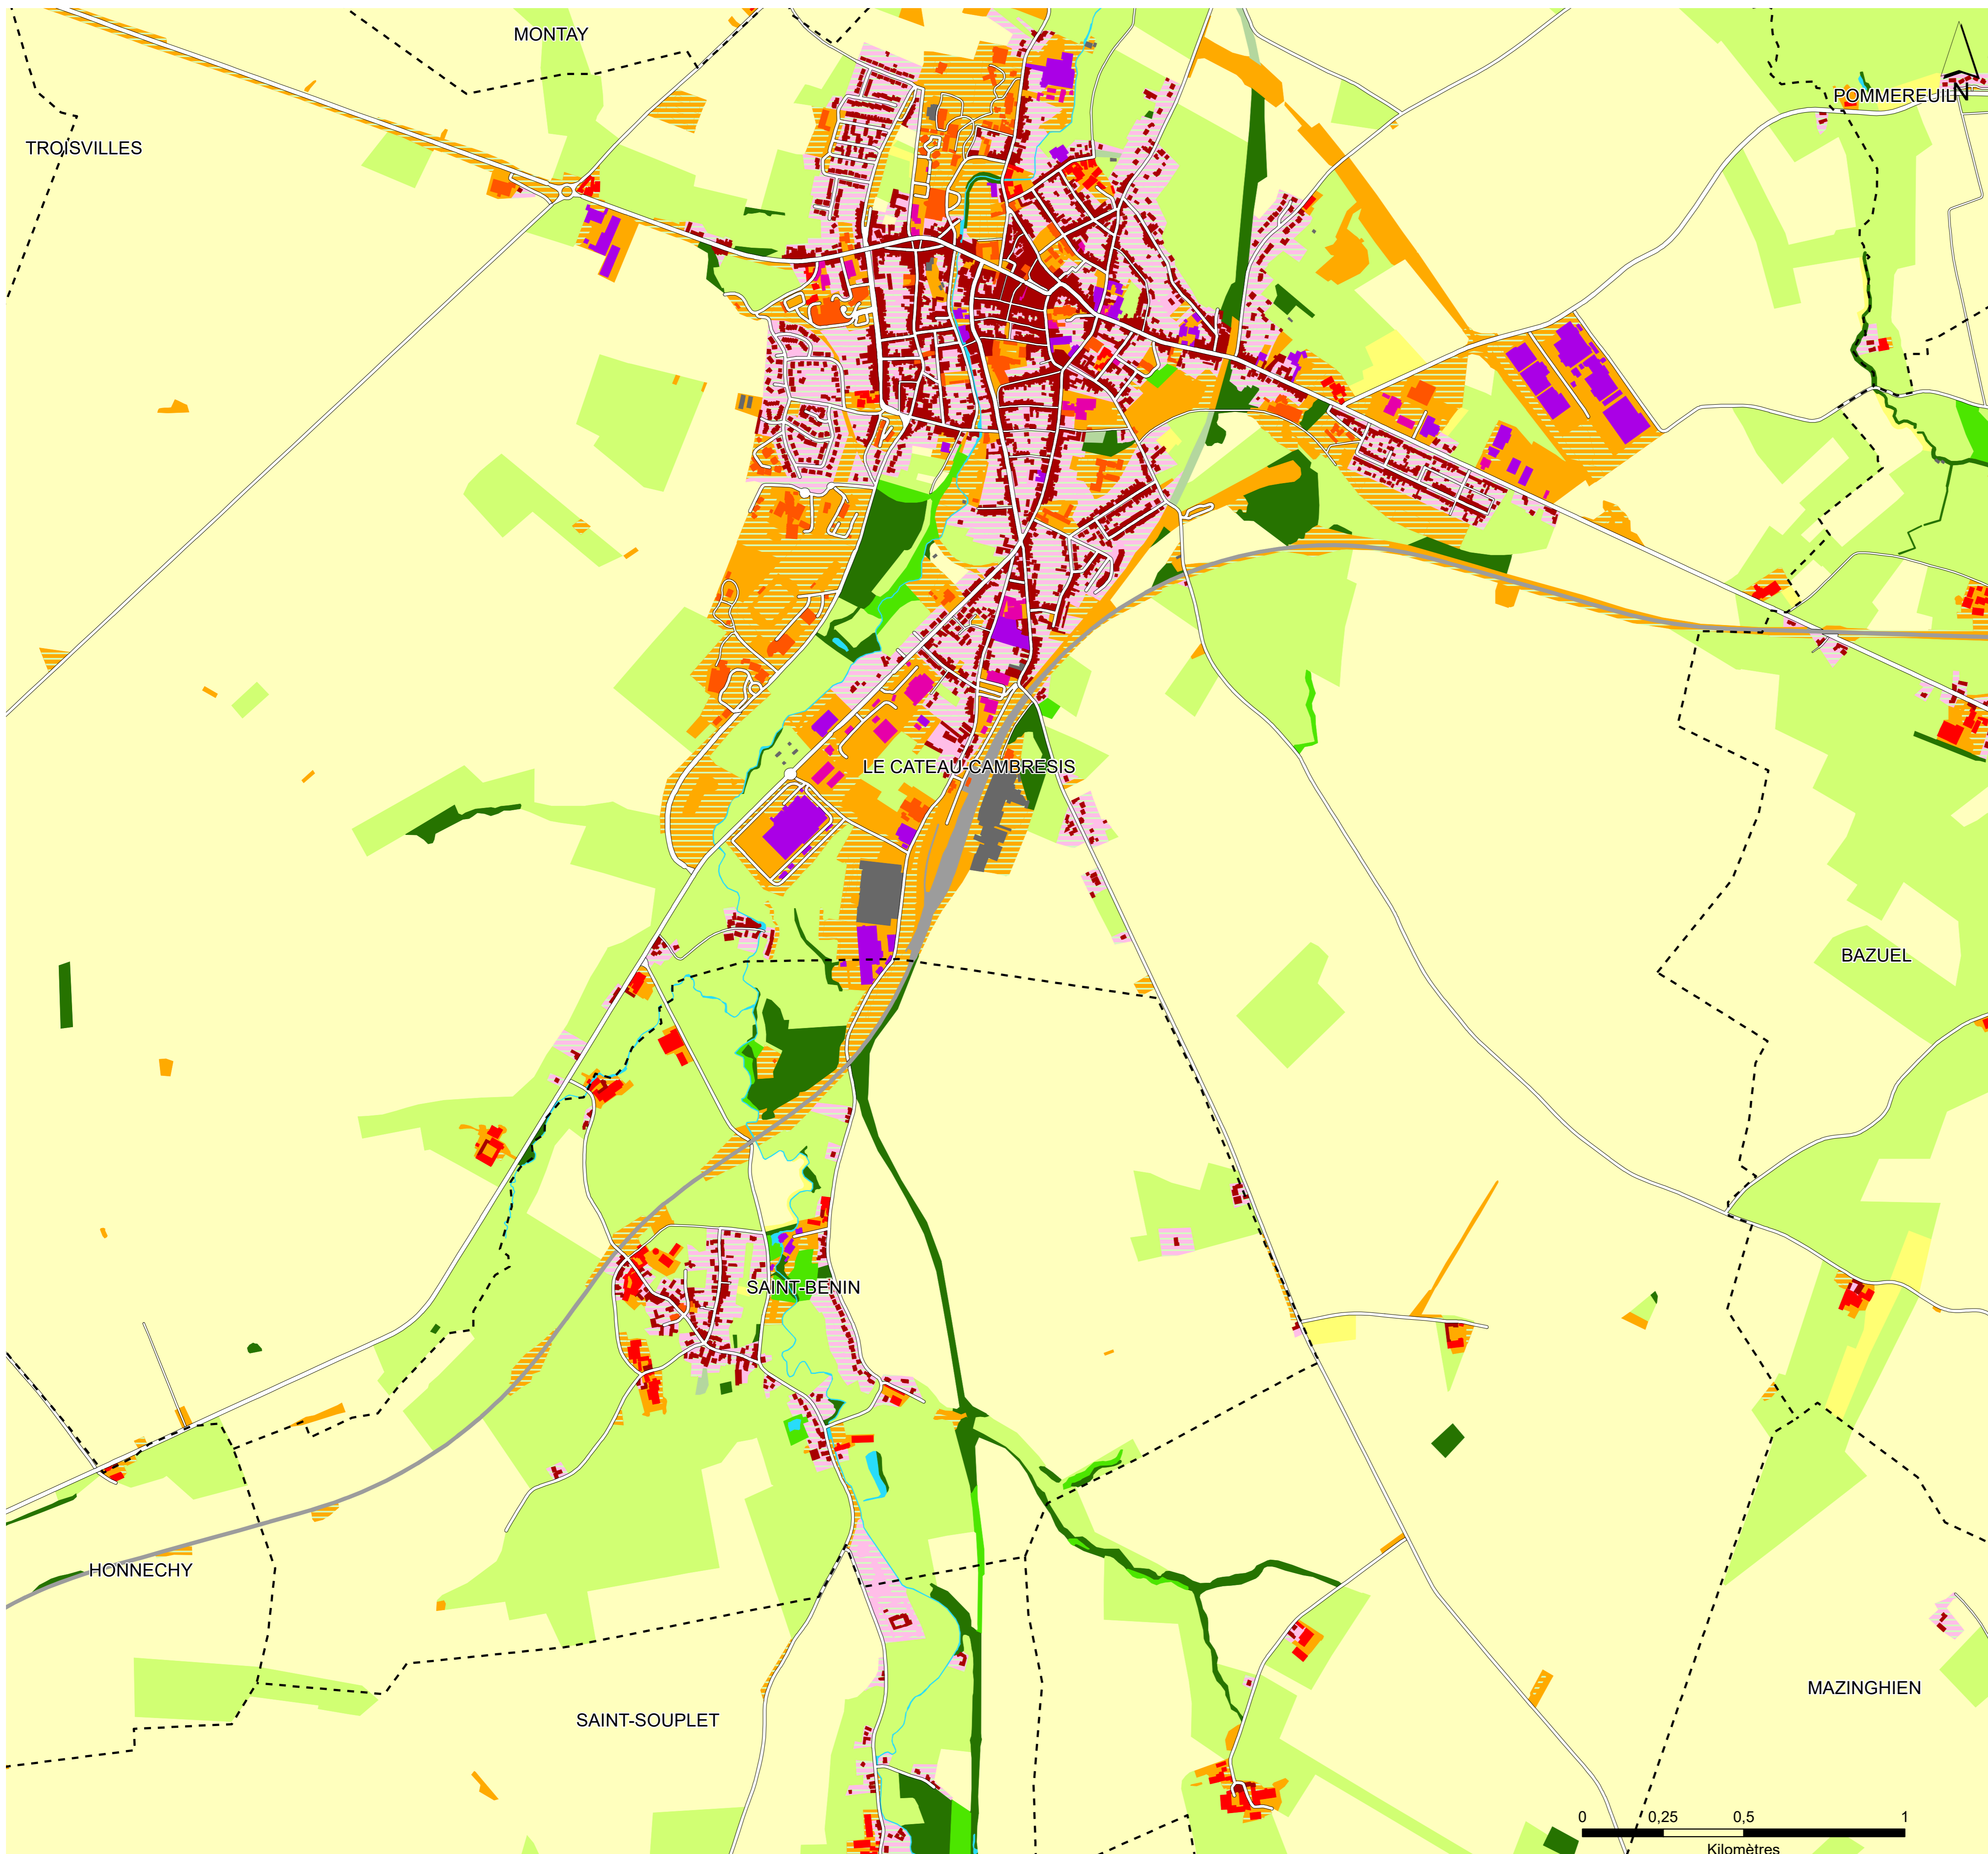 MONTAY
POMMEREUIL
N
TROISVILLES
LE CATEAU-CAMBRESIS
BAZUEL
SAINT-BENIN
HONNECHY
MAZINGHIEN
SAINT-SOUPLET
0 0,25 0,5 1
Kilomètres